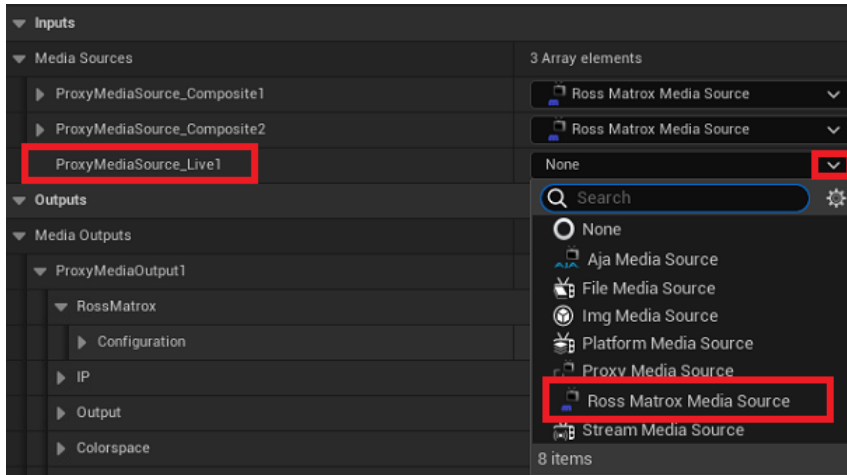 Inputs
Media Sources 3 Array elements
ProxyMediaSource_Composite1 Ross Matrox Media Source
ProxyMediaSource_Composite2 Ross Matrox Media Source
ProxyMediaSource_Live1 None
Outputs Search
Media Outputs None
ProxyMediaOutput1 Aja Media Source
RossMatrox File Media Source
Img Media Source
Configuration Platform Media Source
IP Proxy Media Source
Output Ross Matrox Media Source
Colorspace Stream Media Source
8 items